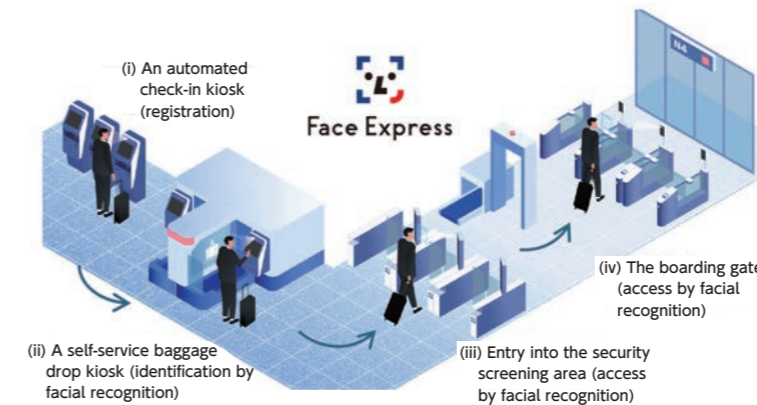 (i) An automated
check-in kiosk
(registration)
Face Express
N4
(ii) A self-service baggage
drop kiosk (identification by
facial recognition)
(iii) Entry into the security
screening area (access
by facial recognition)
(iv) The boarding gate
(access by facial
recognition)